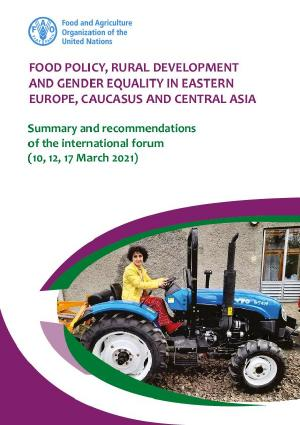 Food and Agriculture
Organization of the
United Nations
FOOD POLICY, RURAL DEVELOPMENT
AND GENDER EQUALITY IN EASTERN
EUROPE, CAUCASUS AND CENTRAL ASIA
Summary and recommendations
of the international forum
(10, 12, 17 March 2021)